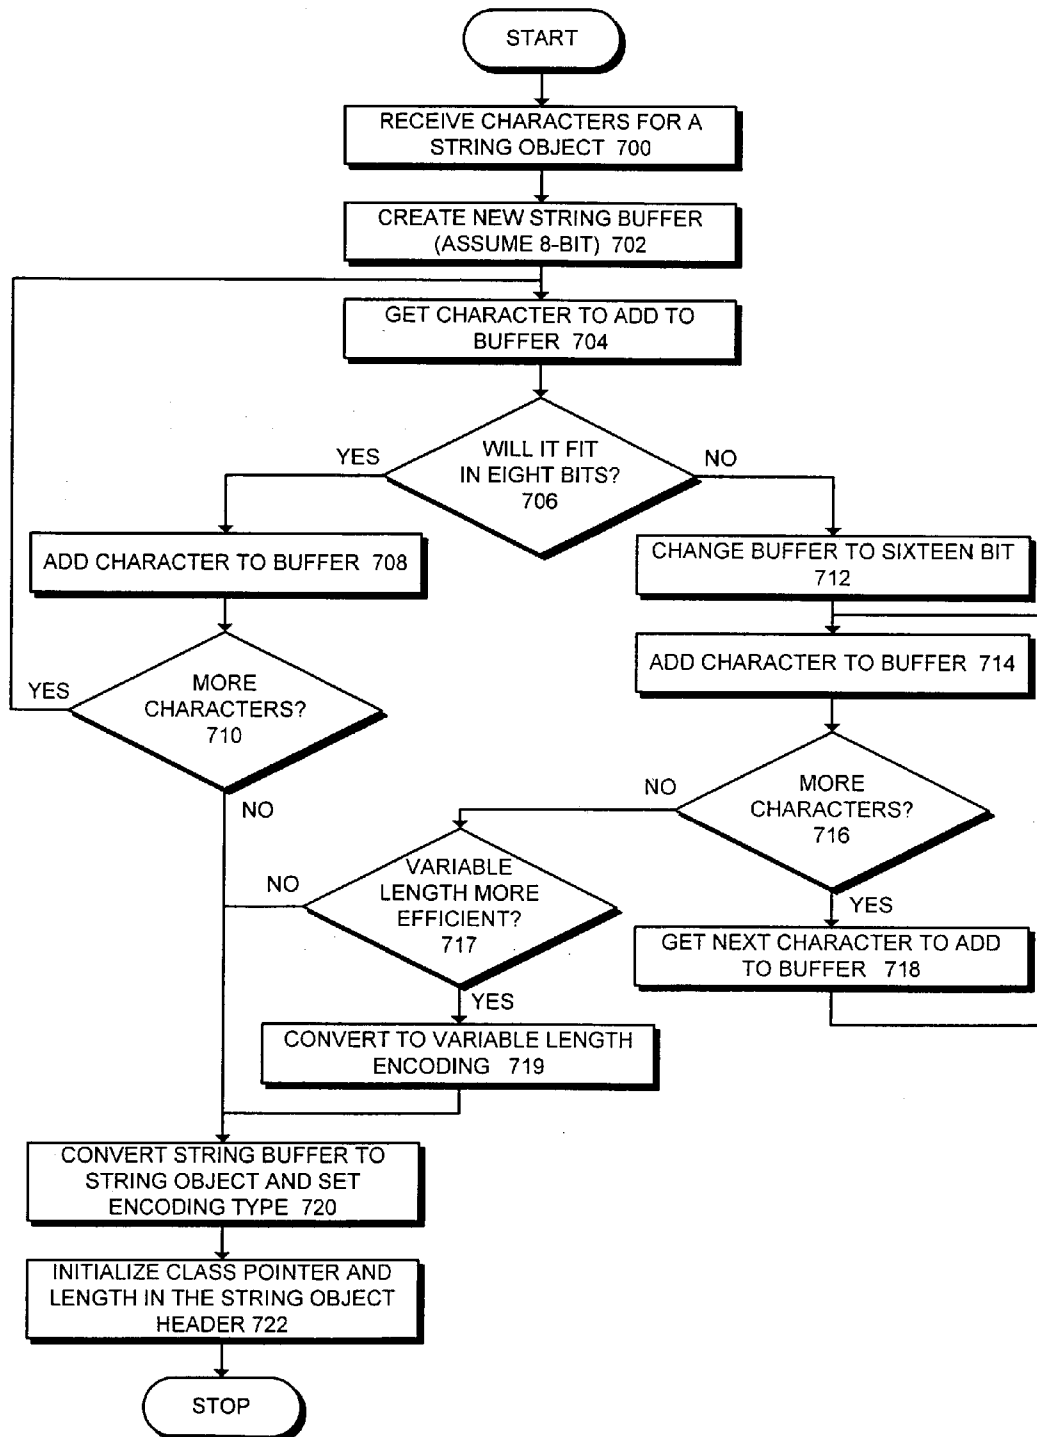 START
RECEIVE CHARACTERS FOR A
STRING OBJECT 700
CREATE NEW STRING BUFFER
(ASSUME 8-BIT) 702
GET CHARACTER TO ADD TO
BUFFER 704
WILL IT FIT
IN EIGHT BITS?
706
YES
NO
ADD CHARACTER TO BUFFER 708
CHANGE BUFFER TO SIXTEEN BIT
712
ADD CHARACTER TO BUFFER 714
YES
MORE
CHARACTERS?
710
NO
NO
MORE
CHARACTERS?
716
YES
NO
VARIABLE
LENGTH MORE
EFFICIENT?
717
YES
GET NEXT CHARACTER TO ADD
TO BUFFER 718
CONVERT TO VARIABLE LENGTH
ENCODING 719
CONVERT STRING BUFFER TO
STRING OBJECT AND SET
ENCODING TYPE 720
INITIALIZE CLASS POINTER AND
LENGTH IN THE STRING OBJECT
HEADER 722
STOP